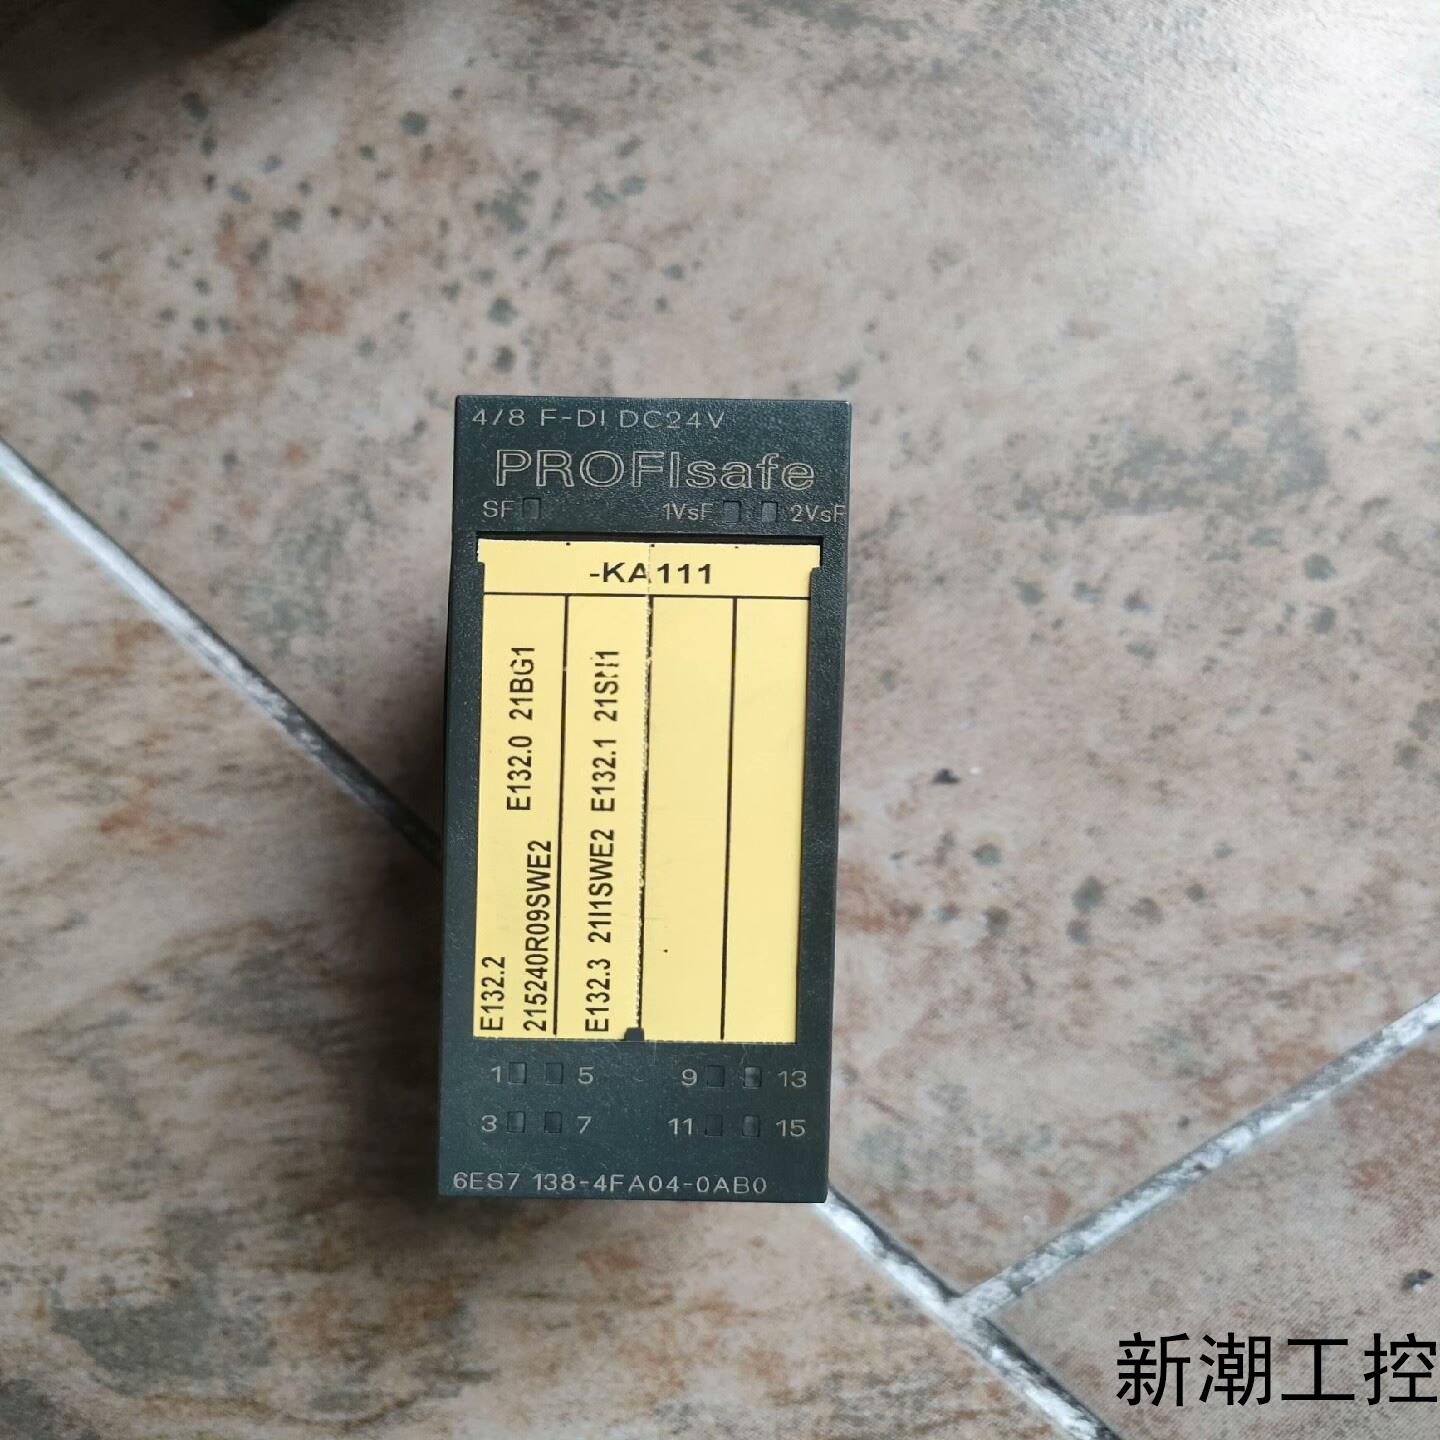 4/8 F-DI DC24V
PROFIsafe
SF 1VsF 2VsF
-KA111
E132.2 E132.0 21BG1
215240R09SWE2
E132.3 21I1SWE2 E132.1
1 5 9 13
3 7 11 15
6ES7 138-4FA04-0AB0
新潮工控